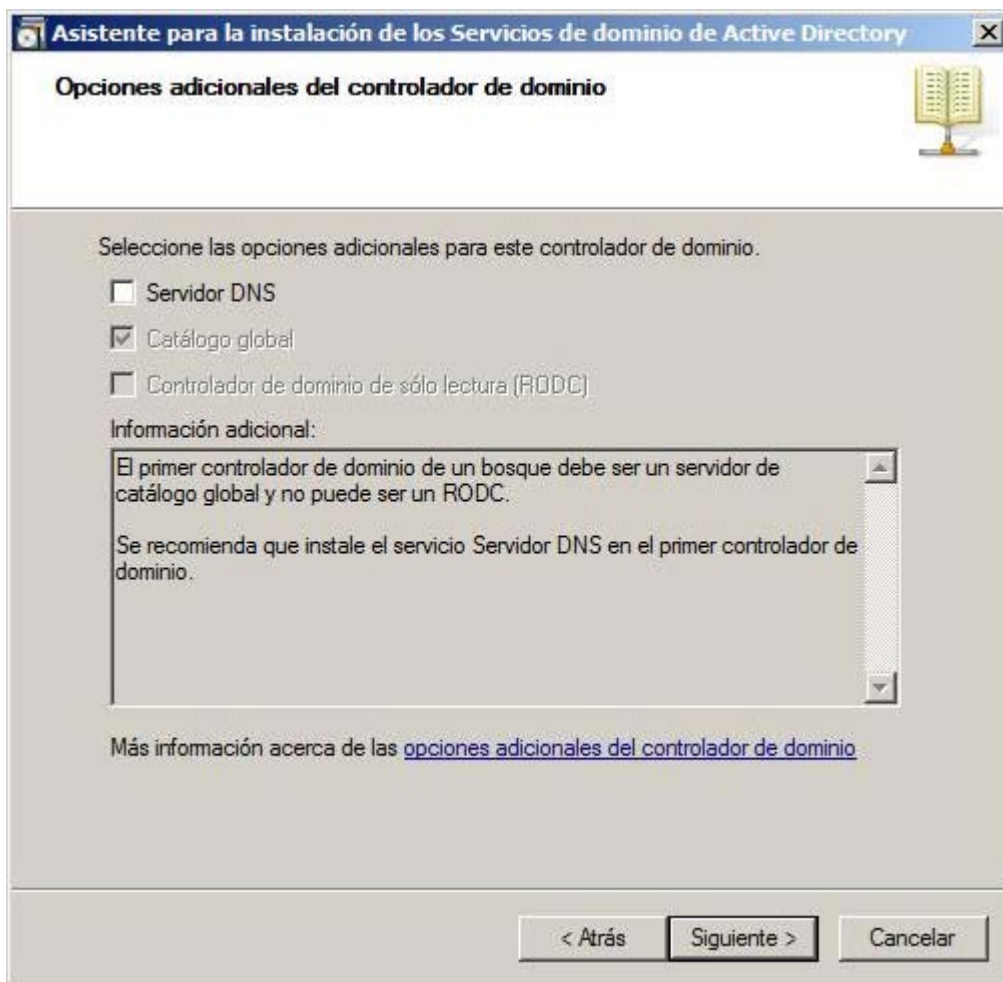 Asistente para la instalación de los Servicios de dominio de Active Directory
Opciones adicionales del controlador de dominio
Seleccione las opciones adicionales para este controlador de dominio.
Servidor DNS
Catálogo global
Controlador de dominio de sólo lectura (RODC)
Información adicional:
El primer controlador de dominio de un bosque debe ser un servidor de
catálogo global y no puede ser un RODC.
Se recomienda que instale el servicio Servidor DNS en el primer controlador de
dominio.
Más información acerca de las opciones adicionales del controlador de dominio
< Atrás
Siguiente >
Cancelar